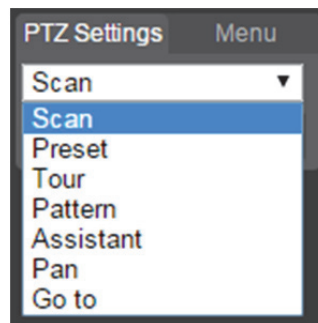 PTZ Settings Menu
Scan
Scan
Preset
Tour
Pattern
Assistant
Pan
Go to